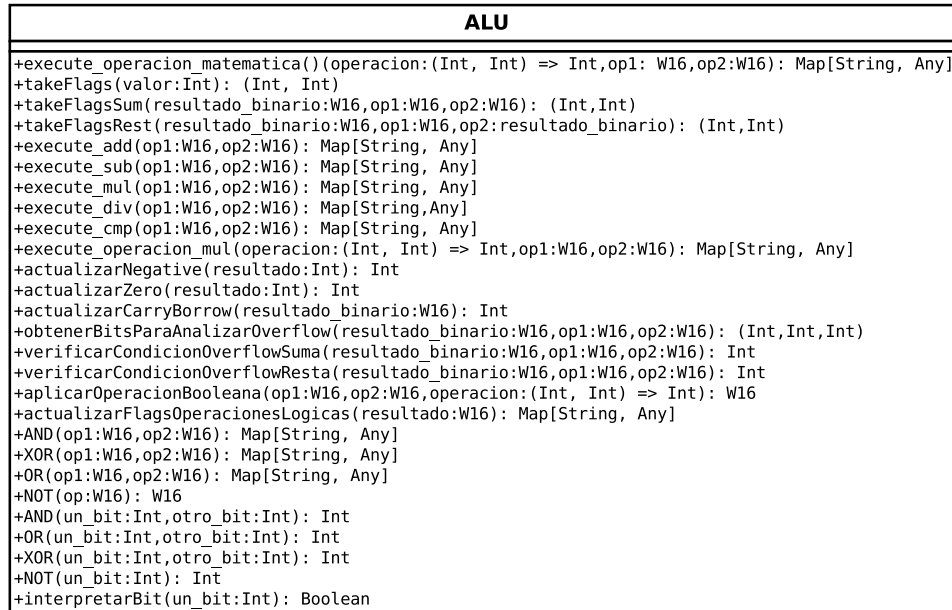 ALU
+execute_operacion_matematica()(operacion:(Int, Int) => Int,op1: W16,op2:W16): Map[String, Any]
+takeFlags(valor:Int): (Int, Int)
+takeFlagsSum(resultado_binario:W16,op1:W16,op2:W16): (Int,Int)
+takeFlagsRest(resultado_binario:W16,op1:W16,op2:resultado_binario): (Int,Int)
+execute_add(op1:W16,op2:W16): Map[String, Any]
+execute_sub(op1:W16,op2:W16): Map[String, Any]
+execute_mul(op1:W16,op2:W16): Map[String, Any]
+execute_div(op1:W16,op2:W16): Map[String,Any]
+execute_cmp(op1:W16,op2:W16): Map[String, Any]
+execute_operacion_mul(operacion:(Int, Int) => Int,op1:W16,op2:W16): Map[String, Any]
+actualizarNegative(resultado:Int): Int
+actualizarZero(resultado:Int): Int
+actualizarCarryBorrow(resultado_binario:W16): Int
+obtenerBitsParaAnalizarOverflow(resultado_binario:W16,op1:W16,op2:W16): (Int,Int,Int)
+verificarCondicionOverflowSuma(resultado_binario:W16,op1:W16,op2:W16): Int
+verificarCondicionOverflowResta(resultado_binario:W16,op1:W16,op2:W16): Int
+aplicarOperacionBooleana(op1:W16,op2:W16,operacion:(Int, Int) => Int): W16
+actualizarFlagsOperacionesLogicas(resultado:W16): Map[String, Any]
+AND(op1:W16,op2:W16): Map[String, Any]
+XOR(op1:W16,op2:W16): Map[String, Any]
+OR(op1:W16,op2:W16): Map[String, Any]
+NOT(op:W16): W16
+AND(un_bit:Int,otro_bit:Int): Int
+OR(un_bit:Int,otro_bit:Int): Int
+XOR(un_bit:Int,otro_bit:Int): Int
+NOT(un_bit:Int): Int
+interpretarBit(un_bit:Int): Boolean